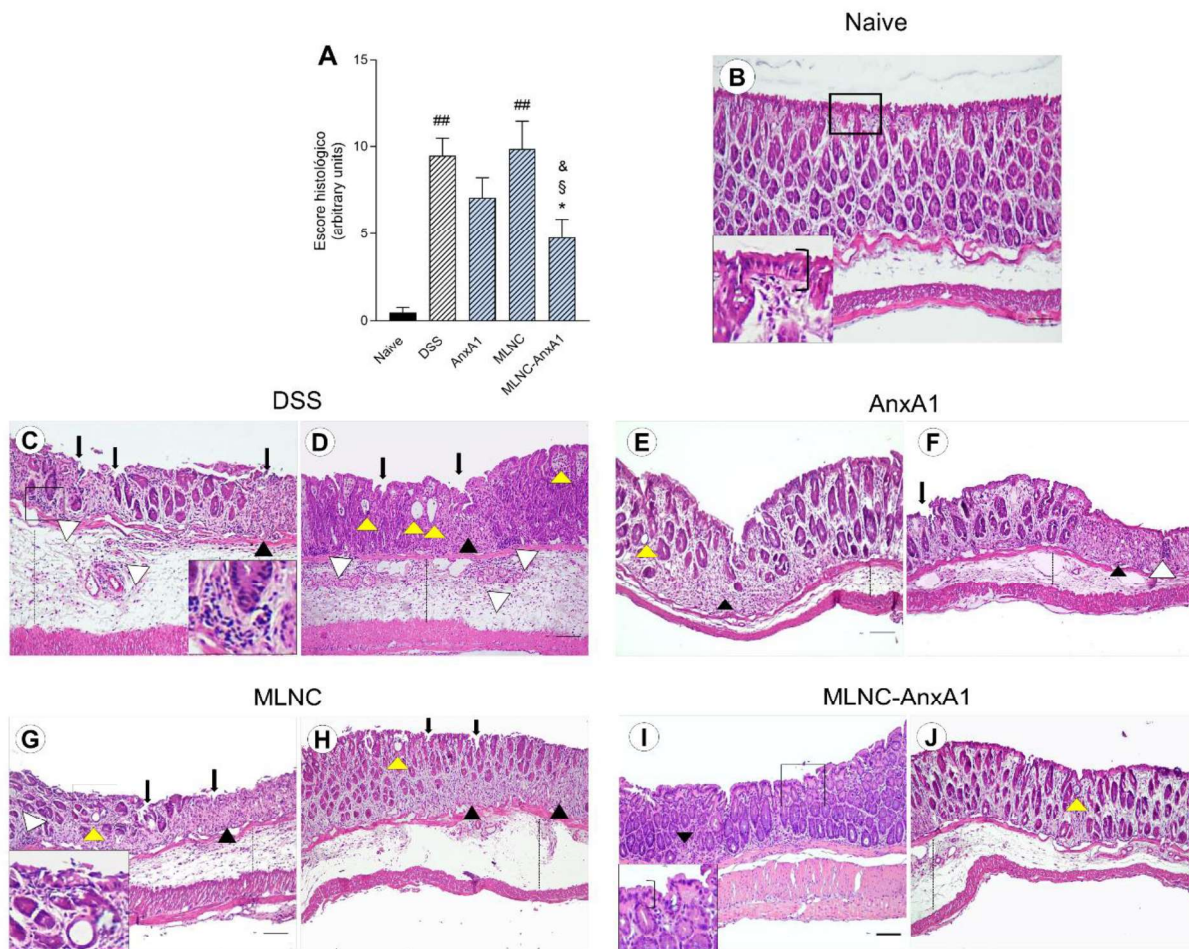 Naive
A
15
10
5
0
Escore histológico
(arbitrary units)
##
##
&
§
*
Naive
DSS
AnxA1
MLNC
MLNC-AnxA1
B
DSS
AnxA1
C
D
E
F
MLNC
MLNC-AnxA1
G
H
I
J